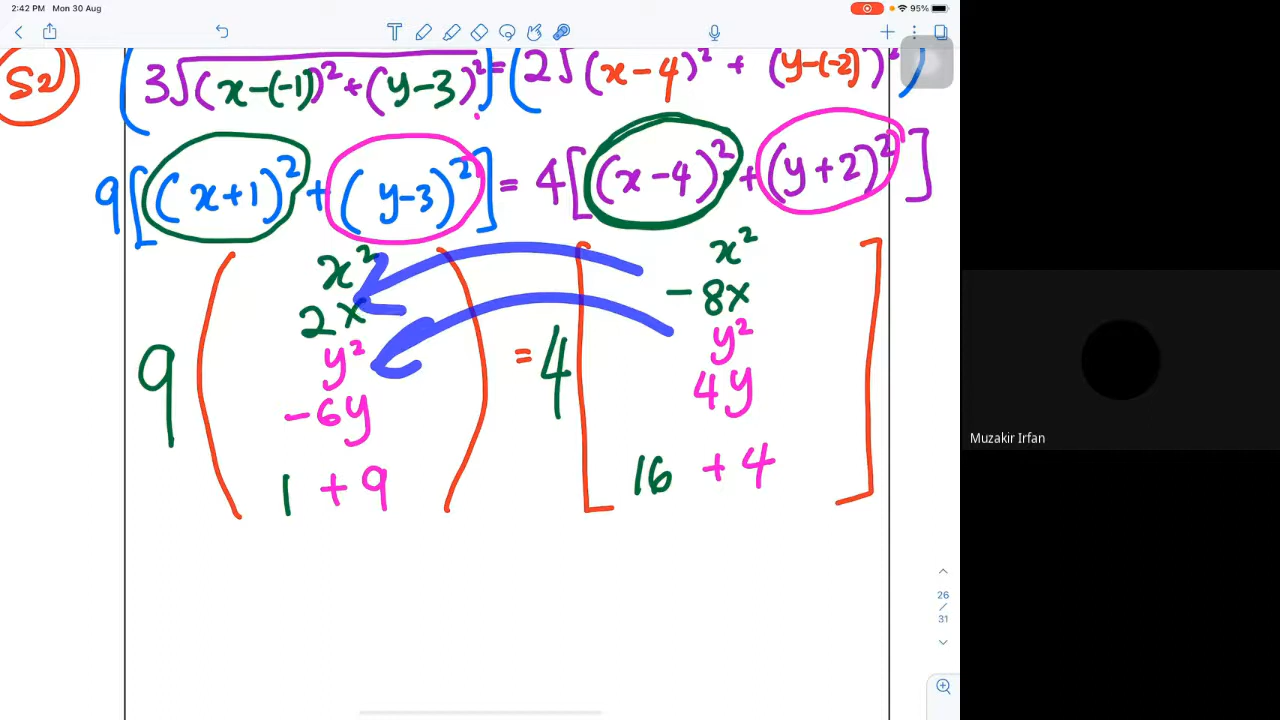 2:42 PM Mon 30 Aug
95%
T
S2
(3√(x-(-1))²+(y-3)²) = (2√(x-4)² + (y-(-2))²)
9[(x+1)² + (y-3)²] = 4[(x-4)² + (y+2)²]
x² x²
2x -8x
y² y²
9 = 4
-6y 4y
1 + 9 16 + 4
Muzakir Irfan
26
/
31